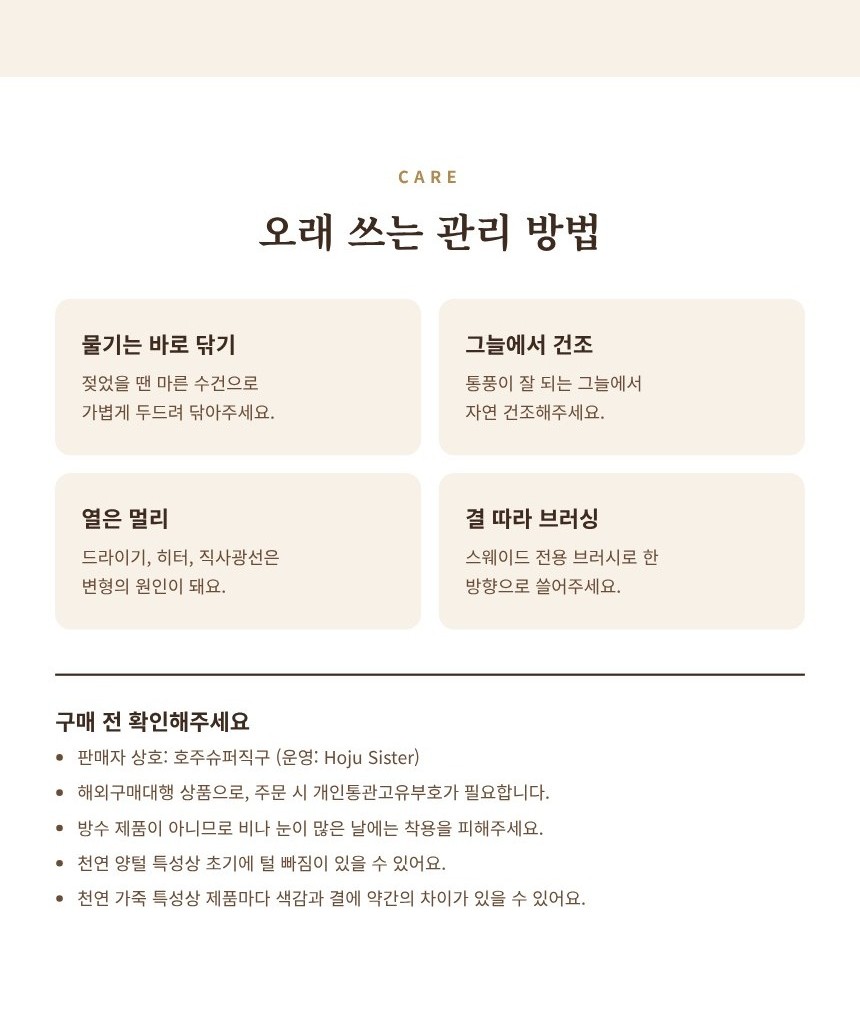 CARE
오래 쓰는 관리 방법
물기는 바로 닦기
젖었을 땐 마른 수건으로
가볍게 두드려 닦아주세요.
그늘에서 건조
통풍이 잘 되는 그늘에서
자연 건조해주세요.
열은 멀리
드라이기, 히터, 직사광선은
변형의 원인이 돼요.
결 따라 브러싱
스웨이드 전용 브러시로 한
방향으로 쓸어주세요.
구매 전 확인해주세요
• 판매자 상호: 호주슈퍼직구 (운영: Hoju Sister)
• 해외구매대행 상품으로, 주문 시 개인통관고유부호가 필요합니다.
• 방수 제품이 아니므로 비나 눈이 많은 날에는 착용을 피해주세요.
• 천연 양털 특성상 초기에 털 빠짐이 있을 수 있어요.
• 천연 가죽 특성상 제품마다 색감과 결에 약간의 차이가 있을 수 있어요.